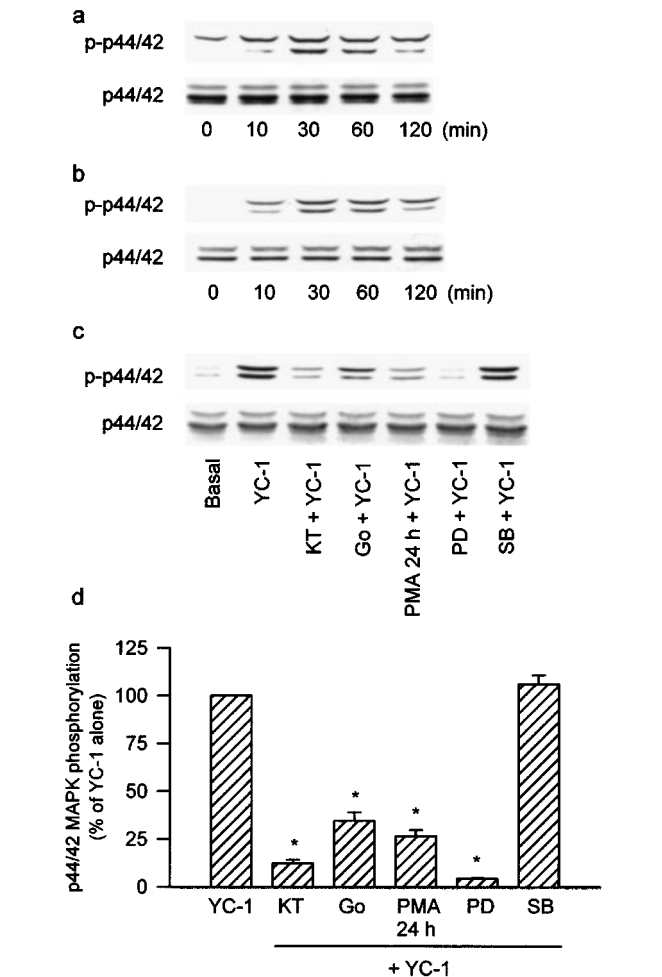 a
p-p44/42
p44/42
0 10 30 60 120 (min)
b
p-p44/42
p44/42
0 10 30 60 120 (min)
c
p-p44/42
p44/42
Basal
YC-1
KT + YC-1
Go + YC-1
PMA 24 h + YC-1
PD + YC-1
SB + YC-1
d
p44/42 MAPK phosphorylation
(% of YC-1 alone)
125
100
75
50
25
0
*
*
*
*
YC-1 KT Go PMA PD SB
24 h
+ YC-1